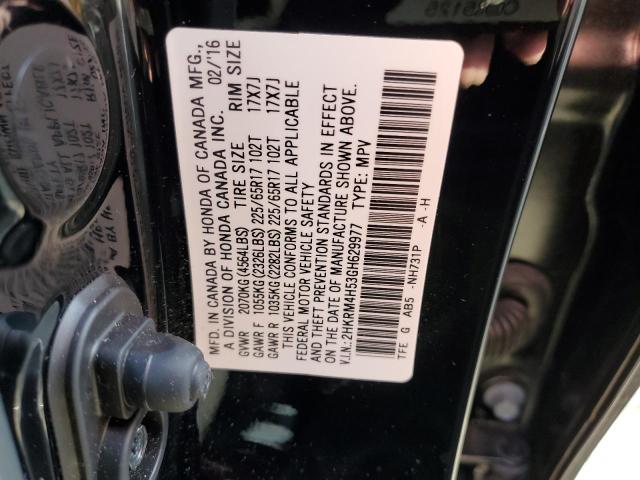 MFD. IN CANADA BY HONDA OF CANADA MFG.,
A DIVISION OF HONDA CANADA INC. 02/'16
GVWR 2070KG(4564LBS) TIRE SIZE RIM SIZE
GAWR F 1055KG(2326LBS) 225/65R17 102T 17X7J
GAWR R 1035KG(2282LBS) 225/65R17 102T 17X7J
THIS VEHICLE CONFORMS TO ALL APPLICABLE
FEDERAL MOTOR VEHICLE SAFETY
AND THEFT PREVENTION STANDARDS IN EFFECT
ON THE DATE OF MANUFACTURE SHOWN ABOVE.
V.I.N.: 2HKRM4H53GH629977 TYPE: MPV
TFE G AB5 -NH731P -A -H